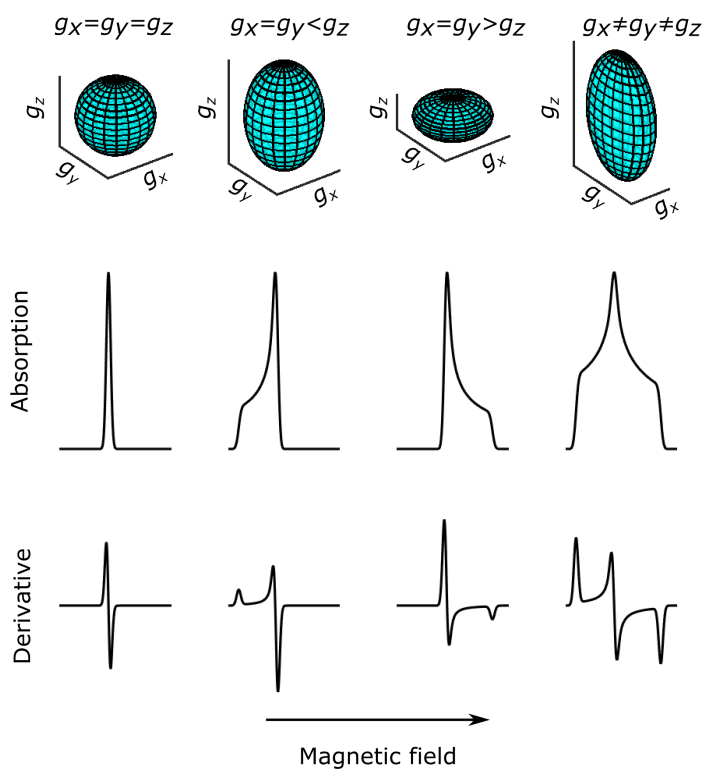 gx=gy=gz
gx=gy<gz
gx=gy>gz
gx≠gy≠gz
gz
gy
gx
gz
gy
gx
gz
gy
gx
gz
gy
gx
Absorption
Derivative
Magnetic field